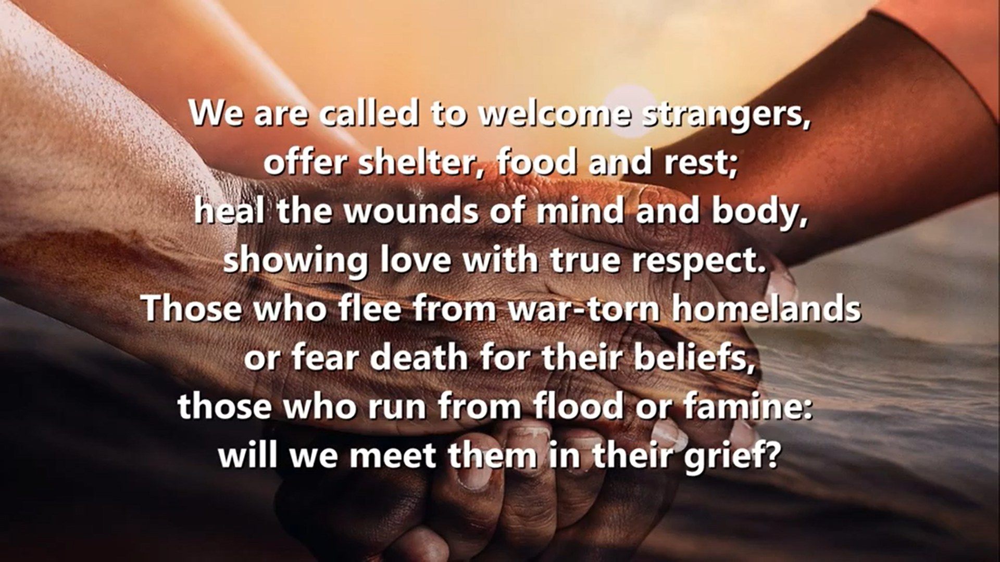 We are called to welcome strangers,
offer shelter, food and rest;
heal the wounds of mind and body,
showing love with true respect.
Those who flee from war-torn homelands
or fear death for their beliefs,
those who run from flood or famine:
will we meet them in their grief?